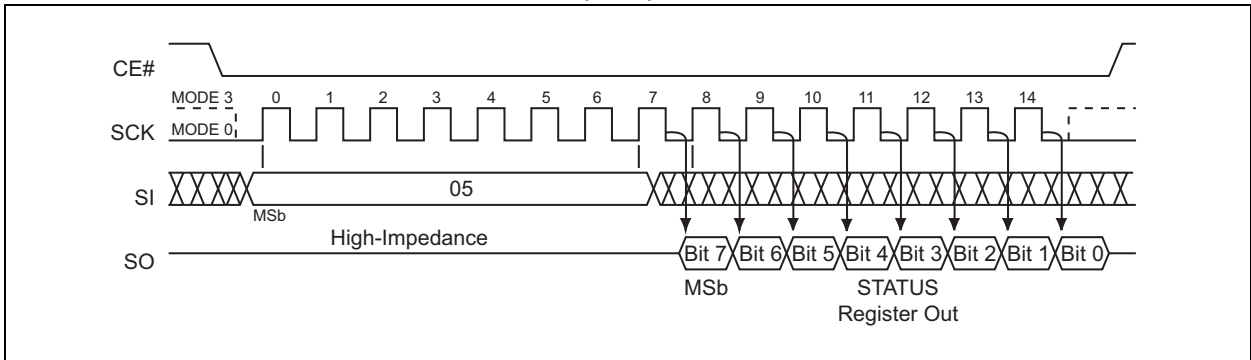 CE#
MODE 3 0 1 2 3 4 5 6 7 8 9 10 11 12 13 14
SCK MODE 0
SI 05
MSb
High-Impedance
SO Bit 7 Bit 6 Bit 5 Bit 4 Bit 3 Bit 2 Bit 1 Bit 0
MSb STATUS
Register Out